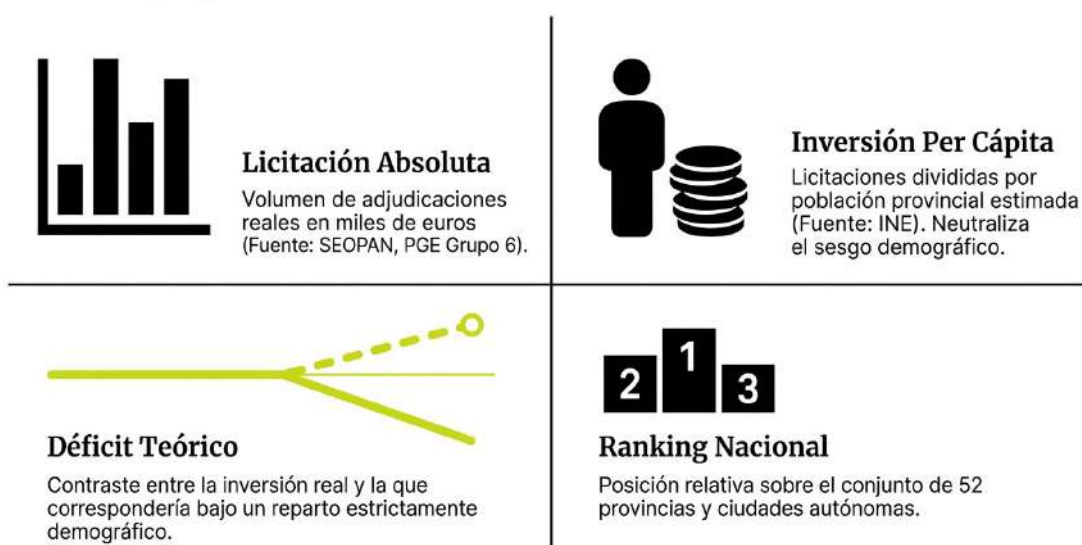 Licitación Absoluta
Volumen de adjudicaciones
reales en miles de euros
(Fuente: SEOPAN, PGE Grupo 6).
Inversión Per Cápita
Licitaciones divididas por
población provincial estimada
(Fuente: INE). Neutraliza
el sesgo demográfico.
Déficit Teórico
Contraste entre la inversión real y la que
correspondería bajo un reparto estrictamente
demográfico.
2 1 3
Ranking Nacional
Posición relativa sobre el conjunto de 52
provincias y ciudades autónomas.